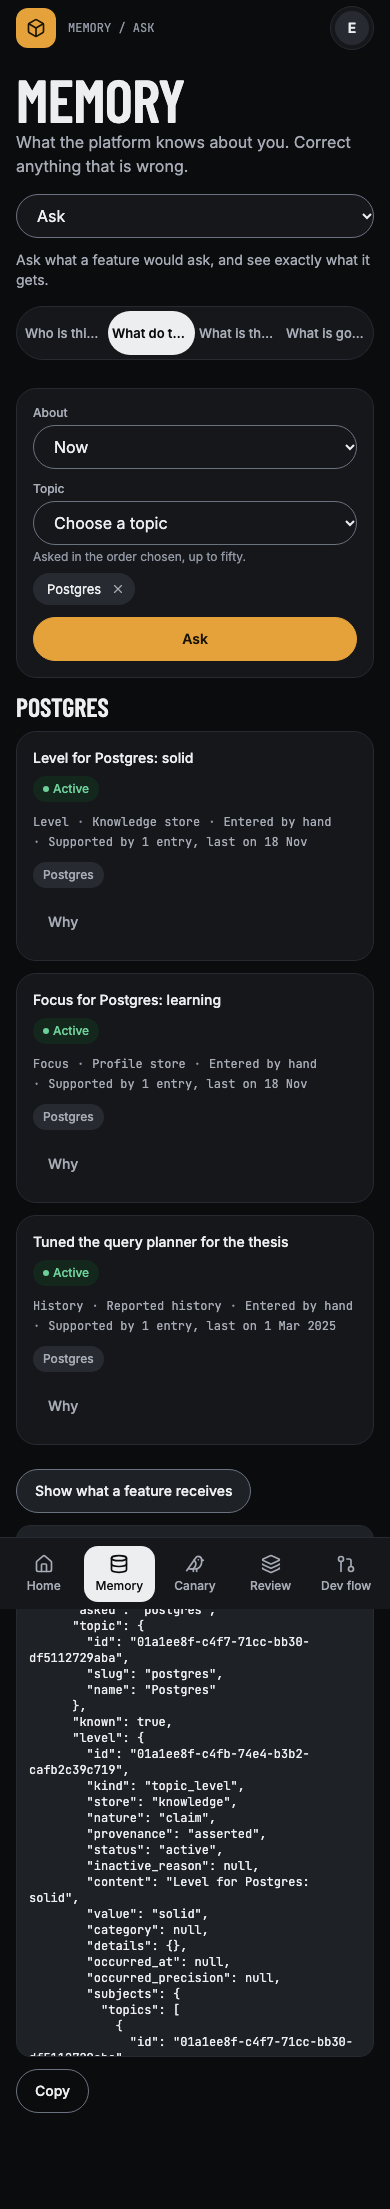 MEMORY / ASK
E
MEMORY
What the platform knows about you. Correct
anything that is wrong.
Ask
Ask what a feature would ask, and see exactly what it
gets.
Who is thi...
What do t...
What is th...
What is go...
About
Now
Topic
Choose a topic
Asked in the order chosen, up to fifty.
Postgres ×
Ask
POSTGRES
Level for Postgres: solid
Active
Level · Knowledge store · Entered by hand
· Supported by 1 entry, last on 18 Nov
Postgres
Why
Focus for Postgres: learning
Active
Focus · Profile store · Entered by hand
· Supported by 1 entry, last on 18 Nov
Postgres
Why
Tuned the query planner for the thesis
Active
History · Reported history · Entered by hand
· Supported by 1 entry, last on 1 Mar 2025
Postgres
Why
Show what a feature receives
Home
Memory
Canary
Review
Dev flow
"asked": "postgres",
"topic": {
"id": "01a1ee8f-c4f7-71cc-bb30-
df5112729aba",
"slug": "postgres",
"name": "Postgres"
},
"known": true,
"level": {
"id": "01a1ee8f-c4fb-74e4-b3b2-
cafb2c39c719",
"kind": "topic_level",
"store": "knowledge",
"nature": "claim",
"provenance": "asserted",
"status": "active",
"inactive_reason": null,
"content": "Level for Postgres:
solid",
"value": "solid",
"category": null,
"details": {},
"occurred_at": null,
"occurred_precision": null,
"subjects": {
"topics": [
{
"id": "01a1ee8f-c4f7-71cc-bb30-
df5112729aba",
Copy